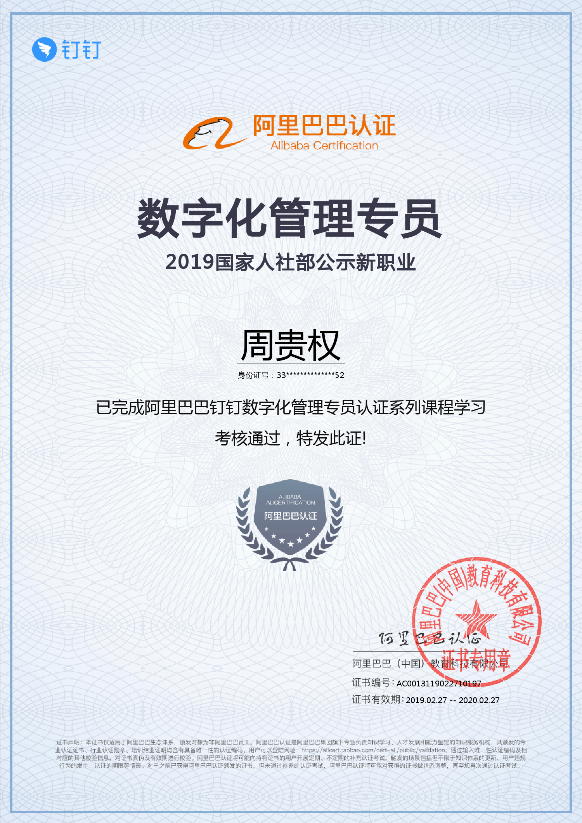 钉钉
阿里巴巴认证
Alibaba Certification
数字化管理专员
2019国家人社部公示新职业
周贵权
身份证号：33**************52
已完成阿里巴巴钉钉数字化管理专员认证系列课程学习
考核通过，特发此证!
ALIBABA
ALICERTIFICATION
阿里巴巴认证
阿里巴巴(中国)教育科技有限公司
阿里巴巴认证
证书专用章
阿里巴巴（中国）教育科技有限公司
证书编号: AC0013119022710197
证书有效期: 2019.02.27 -- 2020.02.27